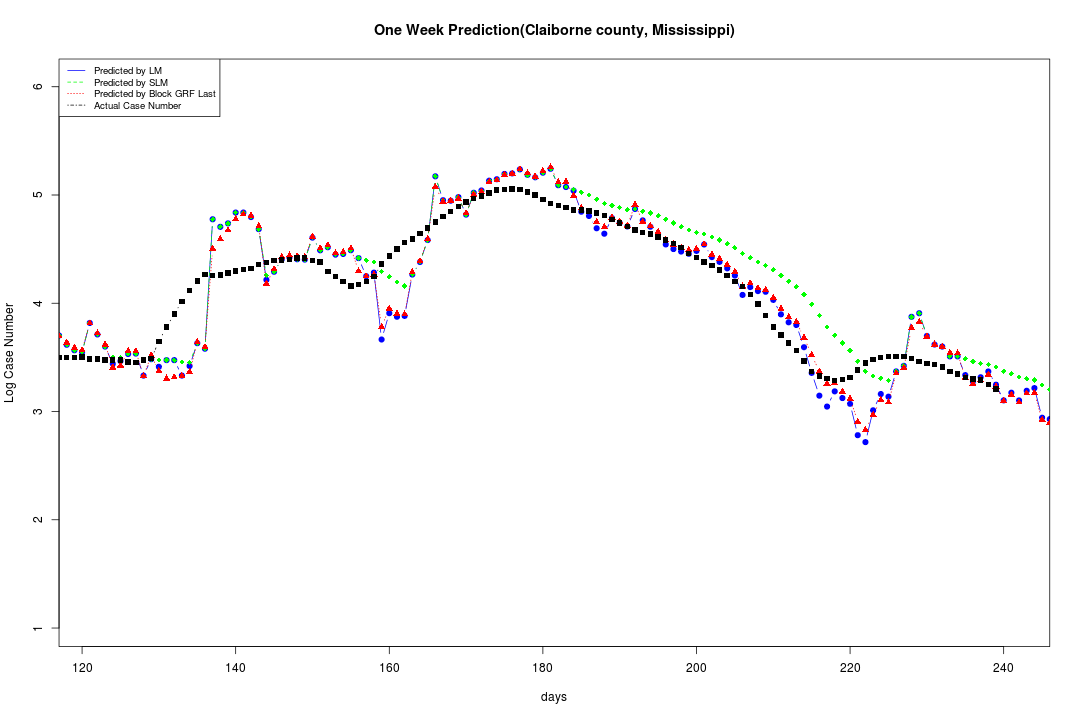 One Week Prediction(Claiborne county, Mississippi)
Predicted by LM
Predicted by SLM
Predicted by Block GRF Last
Actual Case Number
Log Case Number
6
5
4
3
2
1
120 140 160 180 200 220 240
days